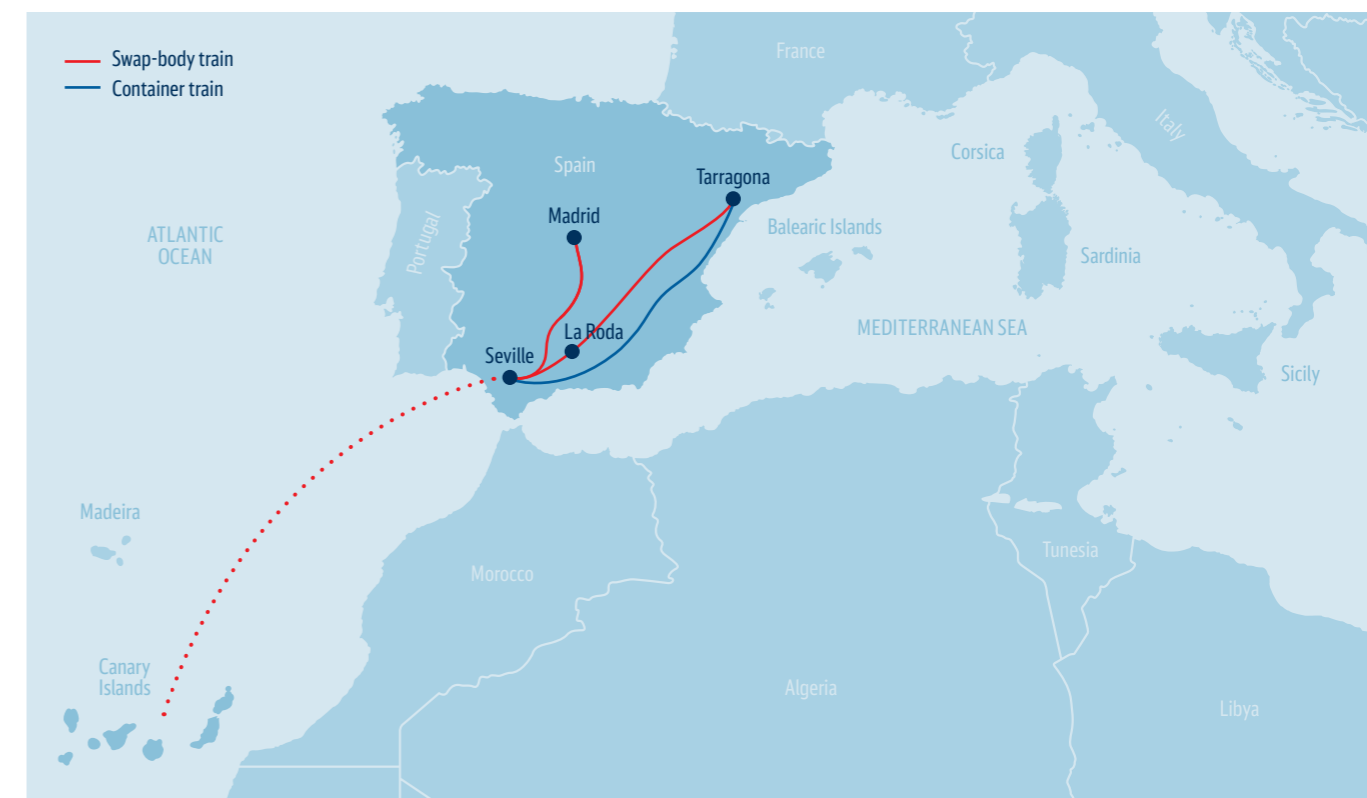 Swap-body train
Container train
France
Italy
Corsica
Spain
Tarragona
Madrid
Portugal
Balearic Islands
ATLANTIC
OCEAN
Sardinia
La Roda
MEDITERRANEAN SEA
Seville
Sicily
Madeira
Morocco
Tunesia
Canary
Islands
Algeria
Libya